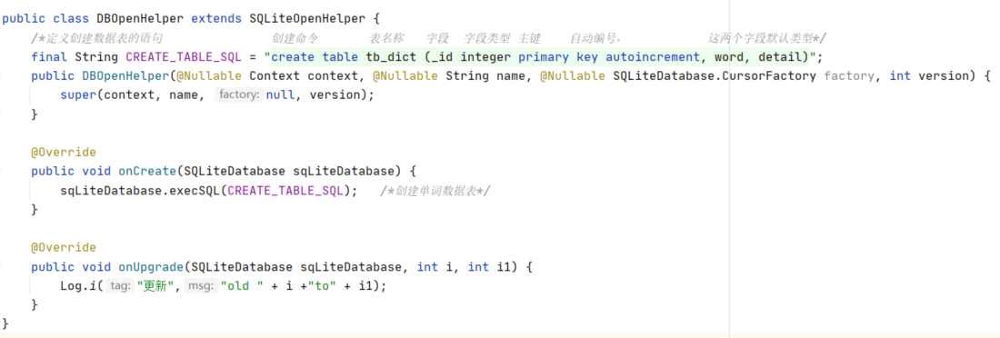 public class DBOpenHelper extends SQLiteOpenHelper {
/*定义创建数据表的语句 创建命令 表名称 字段 字段类型 主键 自动编号， 这两个字段默认类型*/
final String CREATE_TABLE_SQL = "create table tb_dict (_id integer primary key autoincrement, word, detail)";
public DBOpenHelper(@Nullable Context context, @Nullable String name, @Nullable SQLiteDatabase.CursorFactory factory, int version) {
super(context, name, factory: null, version);
}
@Override
public void onCreate(SQLiteDatabase sqLiteDatabase) {
sqLiteDatabase.execSQL(CREATE_TABLE_SQL); /*创建单词数据表*/
}
@Override
public void onUpgrade(SQLiteDatabase sqLiteDatabase, int i, int i1) {
Log.i( tag: "更新", msg: "old " + i +"to" + i1);
}
}